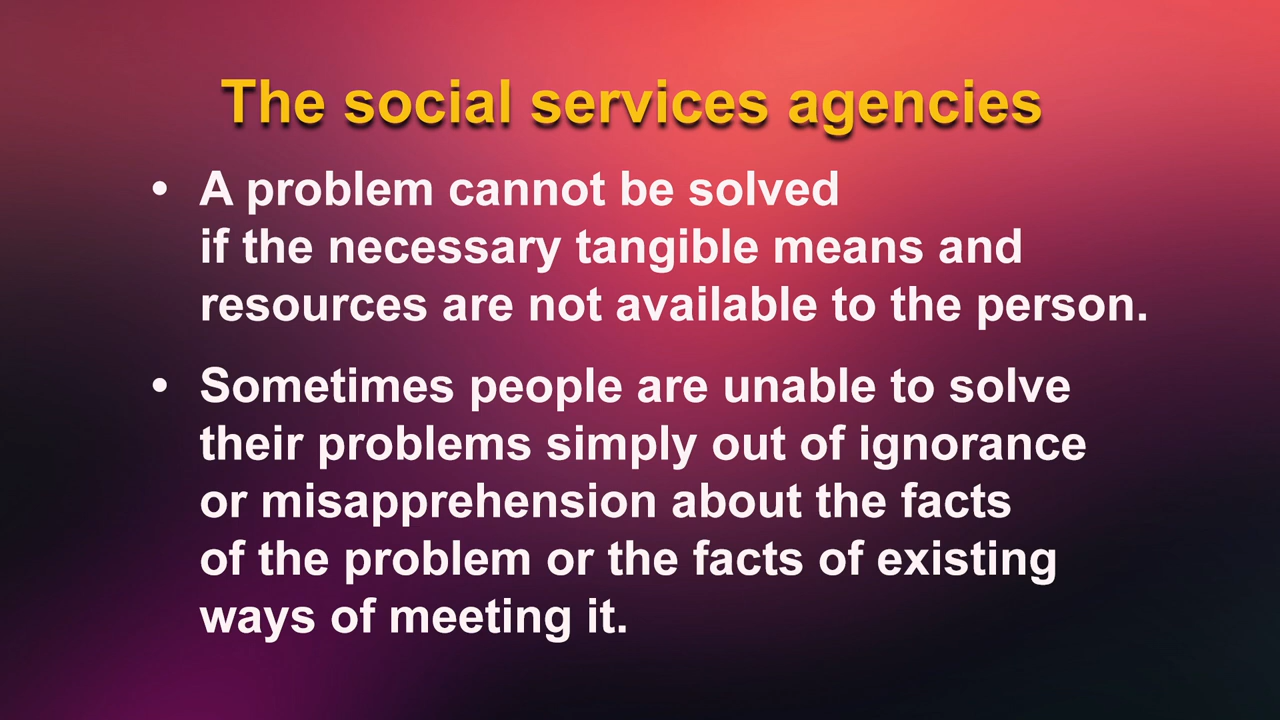 The social services agencies
• A problem cannot be solved
if the necessary tangible means and
resources are not available to the person.
• Sometimes people are unable to solve
their problems simply out of ignorance
or misapprehension about the facts
of the problem or the facts of existing
ways of meeting it.